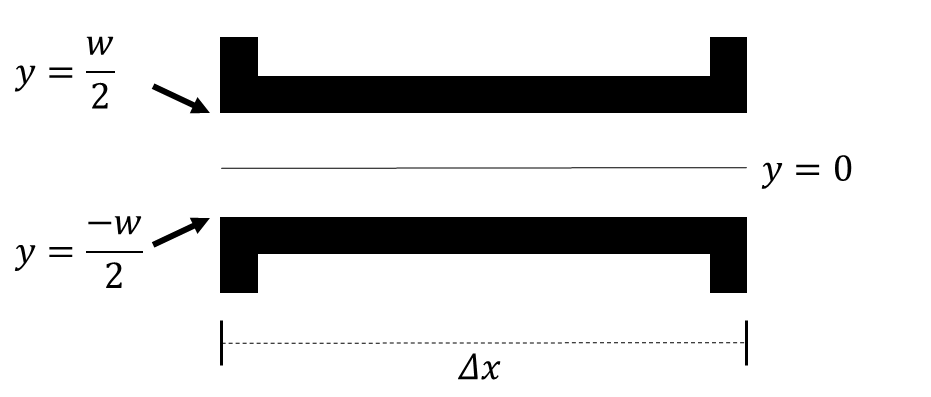 y = w/2
y = 0
y = −w/2
Δx